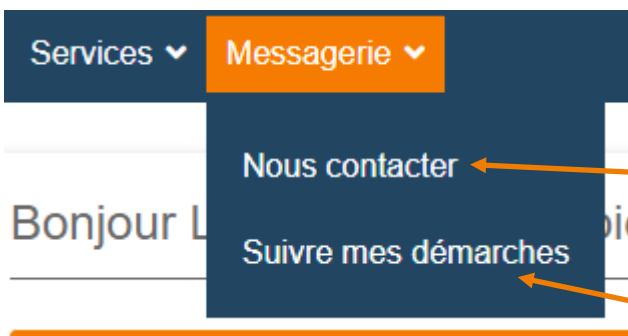 Services Messagerie
Nous contacter
Bonjour L
Suivre mes démarches